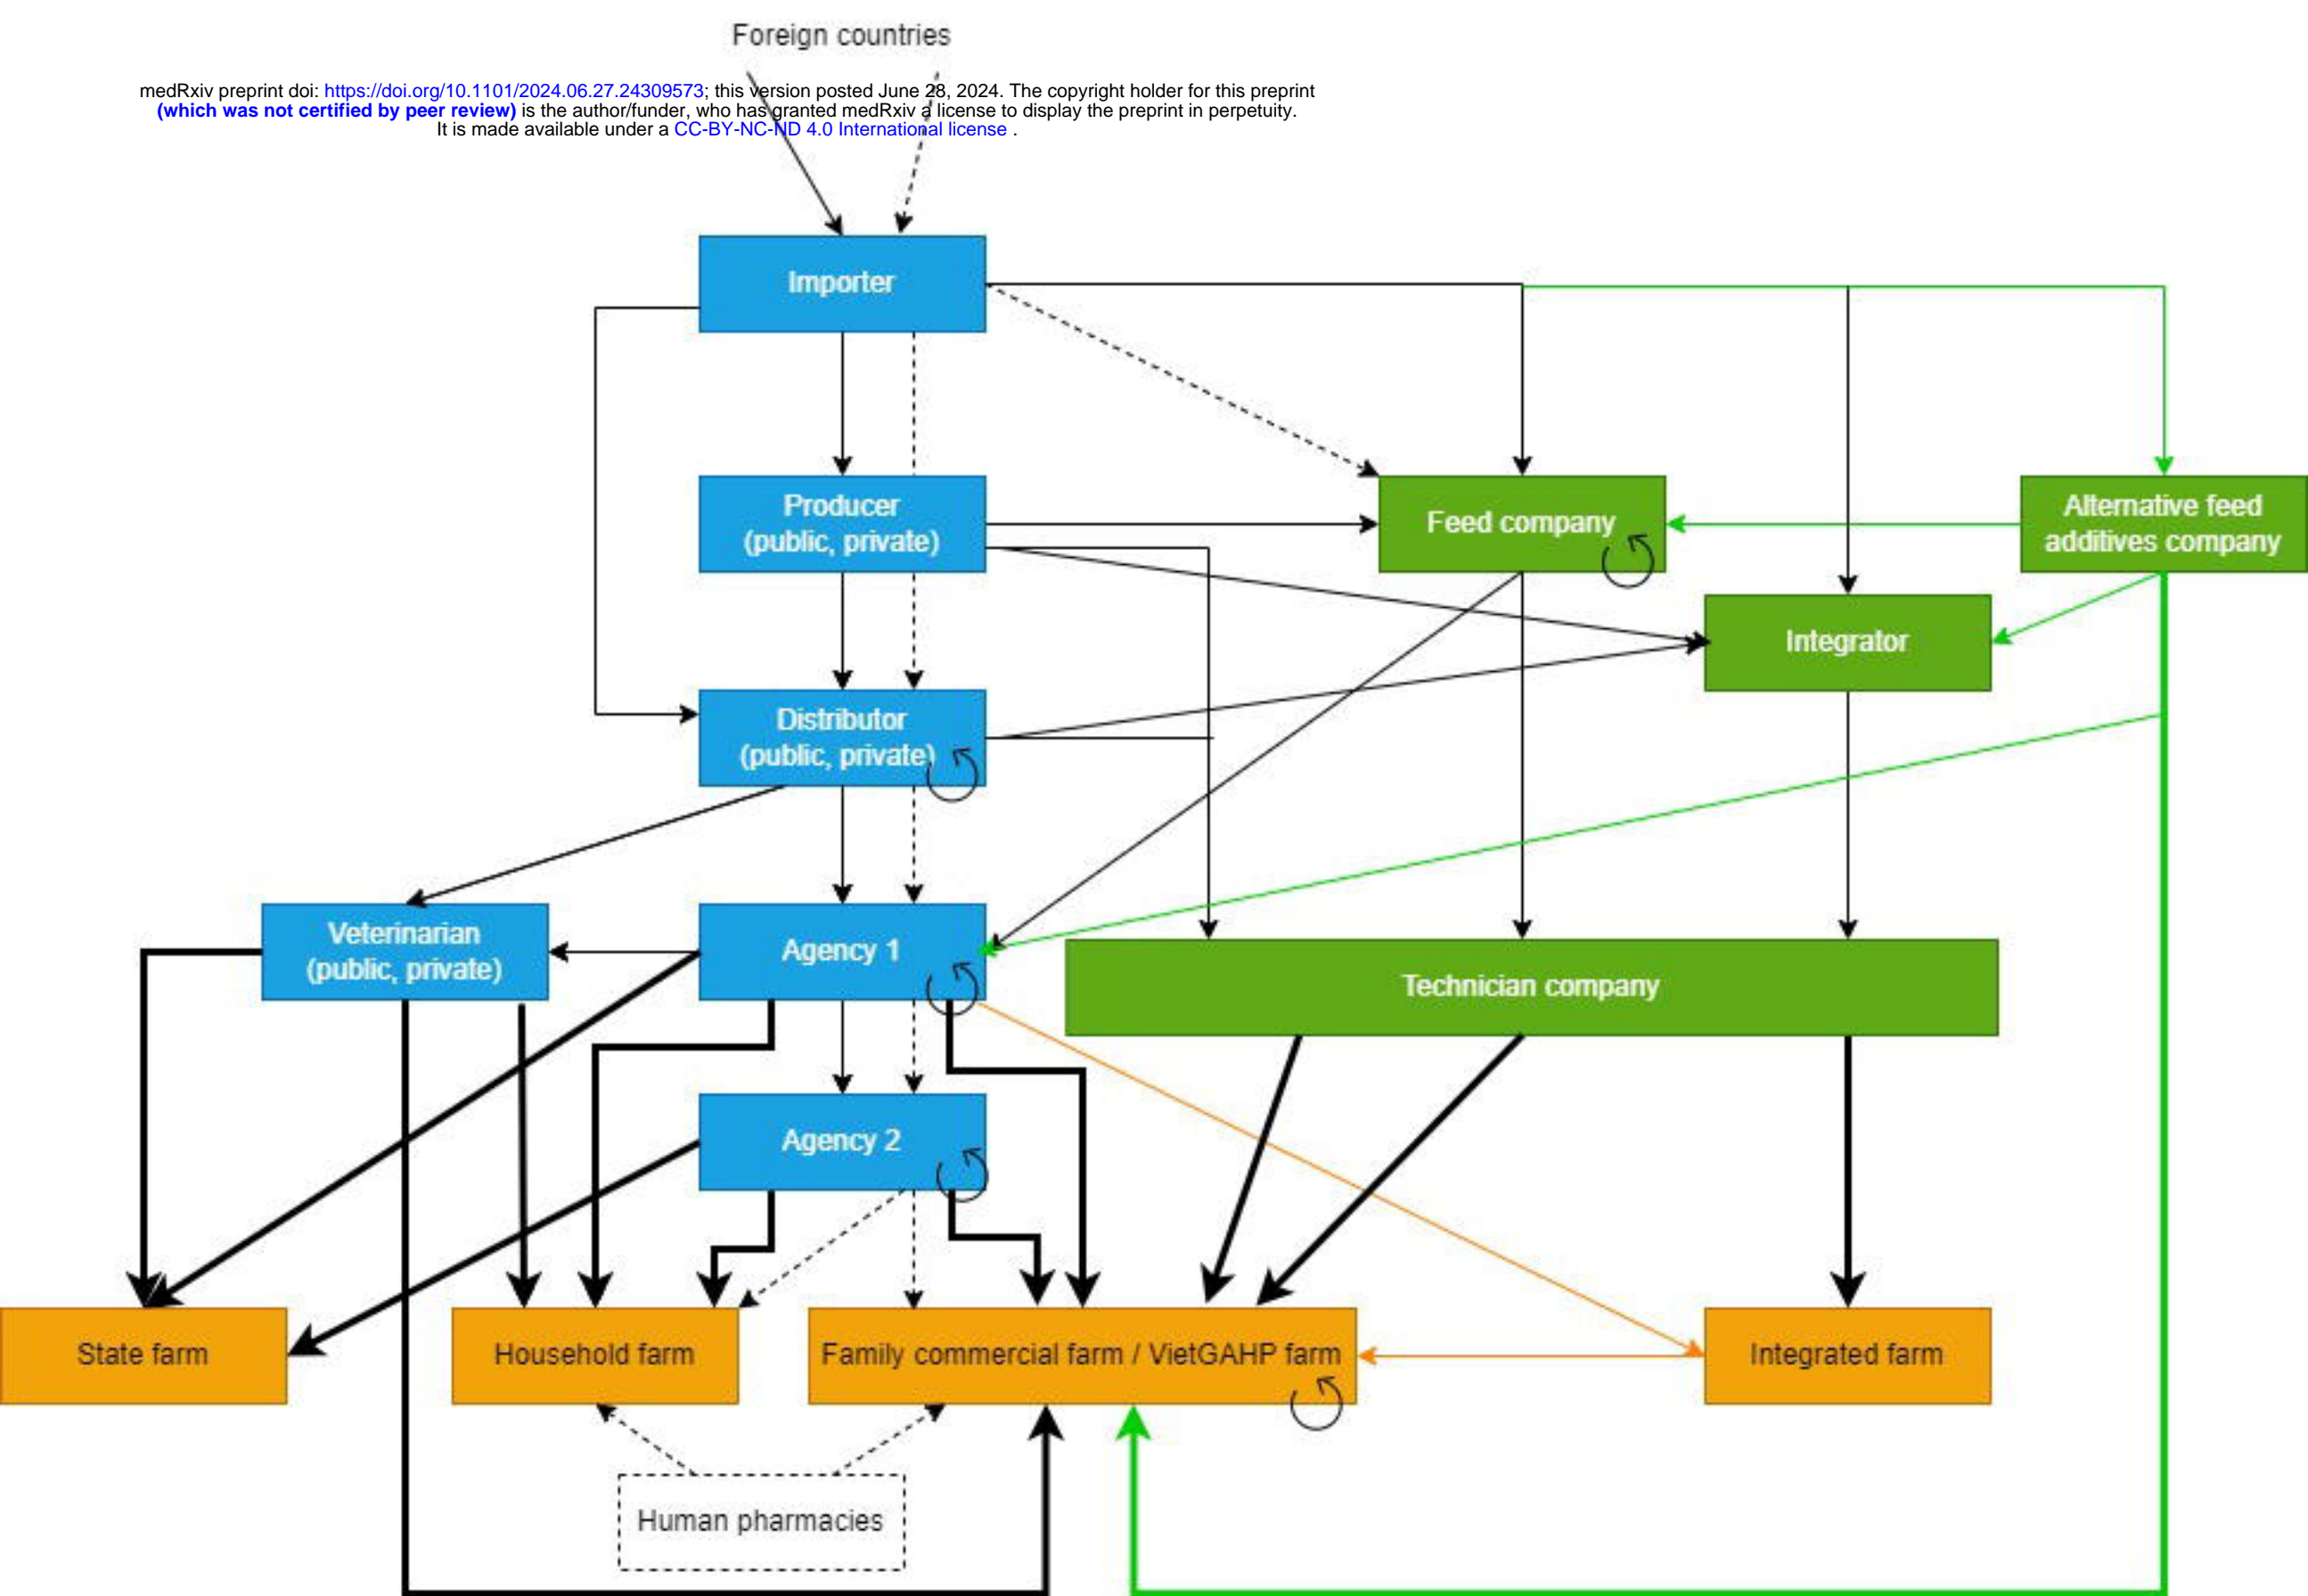 Foreign countries
medRxiv preprint doi: https://doi.org/10.1101/2024.06.27.24309573; this version posted June 28, 2024. The copyright holder for this preprint
(which was not certified by peer review) is the author/funder, who has granted medRxiv a license to display the preprint in perpetuity.
It is made available under a CC-BY-NC-ND 4.0 International license .
Importer
Producer
(public, private)
Feed company
Alternative feed
additives company
Integrator
Distributor
(public, private)
Veterinarian
(public, private)
Agency 1
Technician company
Agency 2
State farm
Household farm
Family commercial farm / VietGAHP farm
Integrated farm
Human pharmacies